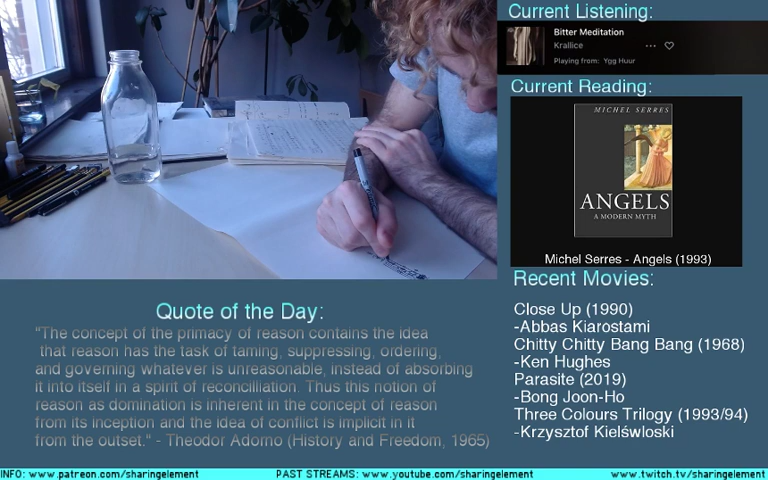 Current Listening:
Bitter Meditation
Krallice
Playing from: Ygg Huur
Current Reading:
MICHEL SERRES
ANGELS
A MODERN MYTH
Michel Serres - Angels (1993)
Recent Movies:
Close Up (1990)
-Abbas Kiarostami
Chitty Chitty Bang Bang (1968)
-Ken Hughes
Parasite (2019)
-Bong Joon-Ho
Three Colours Trilogy (1993/94)
-Krzysztof Kielśwloski
Quote of the Day:
"The concept of the primacy of reason contains the idea
that reason has the task of taming, suppressing, ordering,
and governing whatever is unreasonable, instead of absorbing
it into itself in a spirit of reconcilliation. Thus this notion of
reason as domination is inherent in the concept of reason
from its inception and the idea of conflict is implicit in it
from the outset." - Theodor Adorno (History and Freedom, 1965)
INFO: www.patreon.com/sharingelement
PAST STREAMS: www.youtube.com/sharingelement
www.twitch.tv/sharingelement